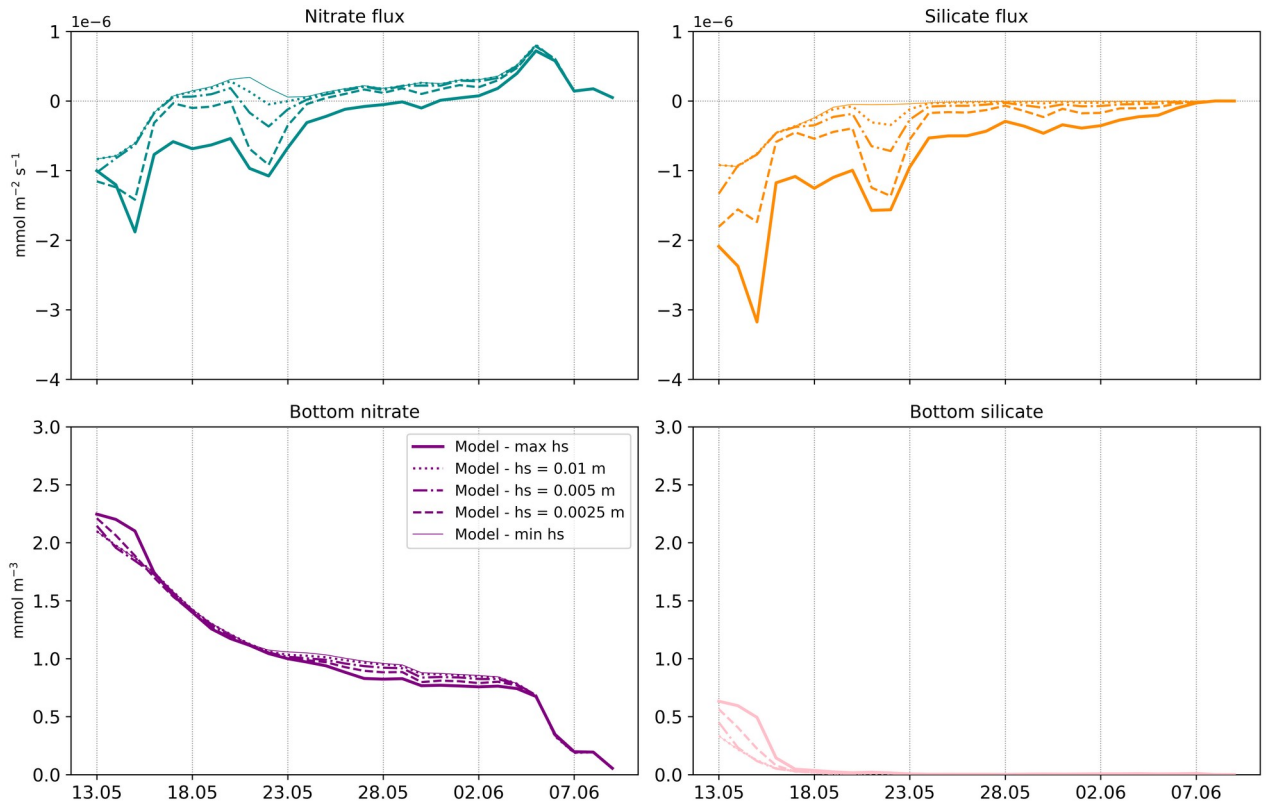 Nitrate flux
1e−6
1
0
−1
−2
−3
−4
mmol m⁻² s⁻¹
Silicate flux
1e−6
1
0
−1
−2
−3
−4
Bottom nitrate
3.0
2.5
2.0
1.5
1.0
0.5
0.0
mmol m⁻³
Model - max hs
Model - hs = 0.01 m
Model - hs = 0.005 m
Model - hs = 0.0025 m
Model - min hs
13.05 18.05 23.05 28.05 02.06 07.06
Bottom silicate
3.0
2.5
2.0
1.5
1.0
0.5
0.0
13.05 18.05 23.05 28.05 02.06 07.06